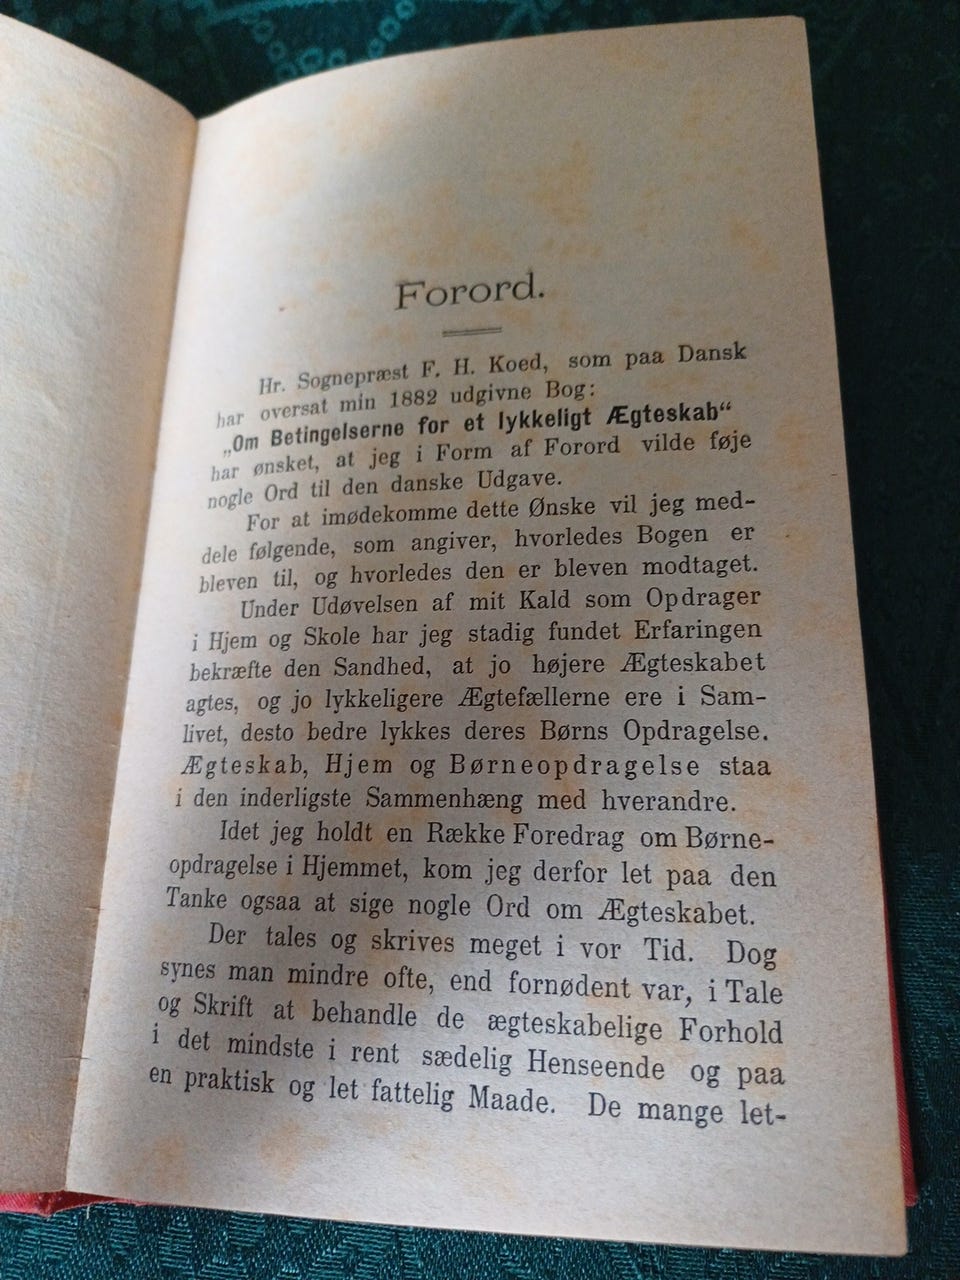 Forord.
Hr. Sognepræst F. H. Koed, som paa Dansk
har oversat min 1882 udgivne Bog:
„Om Betingelserne for et lykkeligt Ægteskab“
har ønsket, at jeg i Form af Forord vilde føje
nogle Ord til den danske Udgave.
For at imødekomme dette Ønske vil jeg med-
dele følgende, som angiver, hvorledes Bogen er
bleven til, og hvorledes den er bleven modtaget.
Under Udøvelsen af mit Kald som Opdrager
i Hjem og Skole har jeg stadig fundet Erfaringen
bekræfte den Sandhed, at jo højere Ægteskabet
agtes, og jo lykkeligere Ægtefællerne ere i Sam-
livet, desto bedre lykkes deres Børns Opdragelse.
Ægteskab, Hjem og Børneopdragelse staa
i den inderligste Sammenhæng med hverandre.
Idet jeg holdt en Række Foredrag om Børne-
opdragelse i Hjemmet, kom jeg derfor let paa den
Tanke ogsaa at sige nogle Ord om Ægteskabet.
Der tales og skrives meget i vor Tid. Dog
synes man mindre ofte, end fornødent var, i Tale
og Skrift at behandle de ægteskabelige Forhold
i det mindste i rent sædelig Henseende og paa
en praktisk og let fattelig Maade. De mange let-